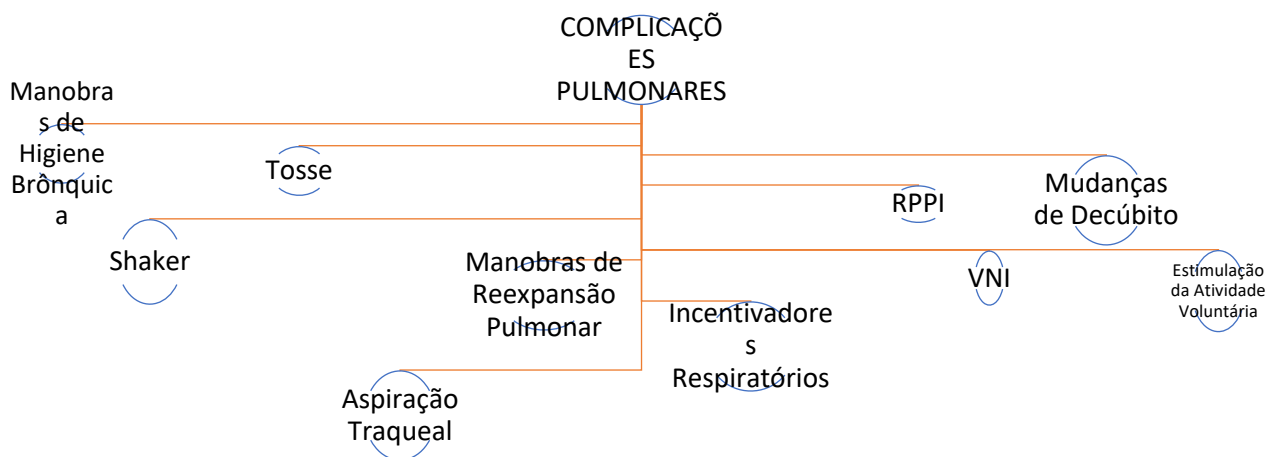 COMPLICAÇÕ
ES
PULMONARES
Manobra
s de
Higiene
Brônquic
a
Tosse
Shaker
Manobras de
Reexpansão
Pulmonar
Aspiração
Traqueal
Incentivadore
s
Respiratórios
RPPI
VNI
Mudanças
de Decúbito
Estimulação
da Atividade
Voluntária